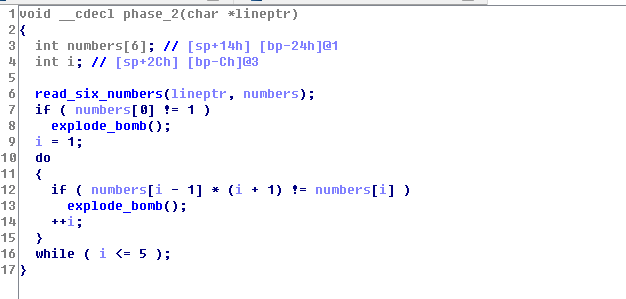 1 void __cdecl phase_2(char *lineptr)
2 {
3 int numbers[6]; // [sp+14h] [bp-24h]@1
4 int i; // [sp+2Ch] [bp-Ch]@3
5
6 read_six_numbers(lineptr, numbers);
7 if ( numbers[0] != 1 )
8 explode_bomb();
9 i = 1;
10 do
11 {
12 if ( numbers[i - 1] * (i + 1) != numbers[i] )
13 explode_bomb();
14 ++i;
15 }
16 while ( i <= 5 );
17 }